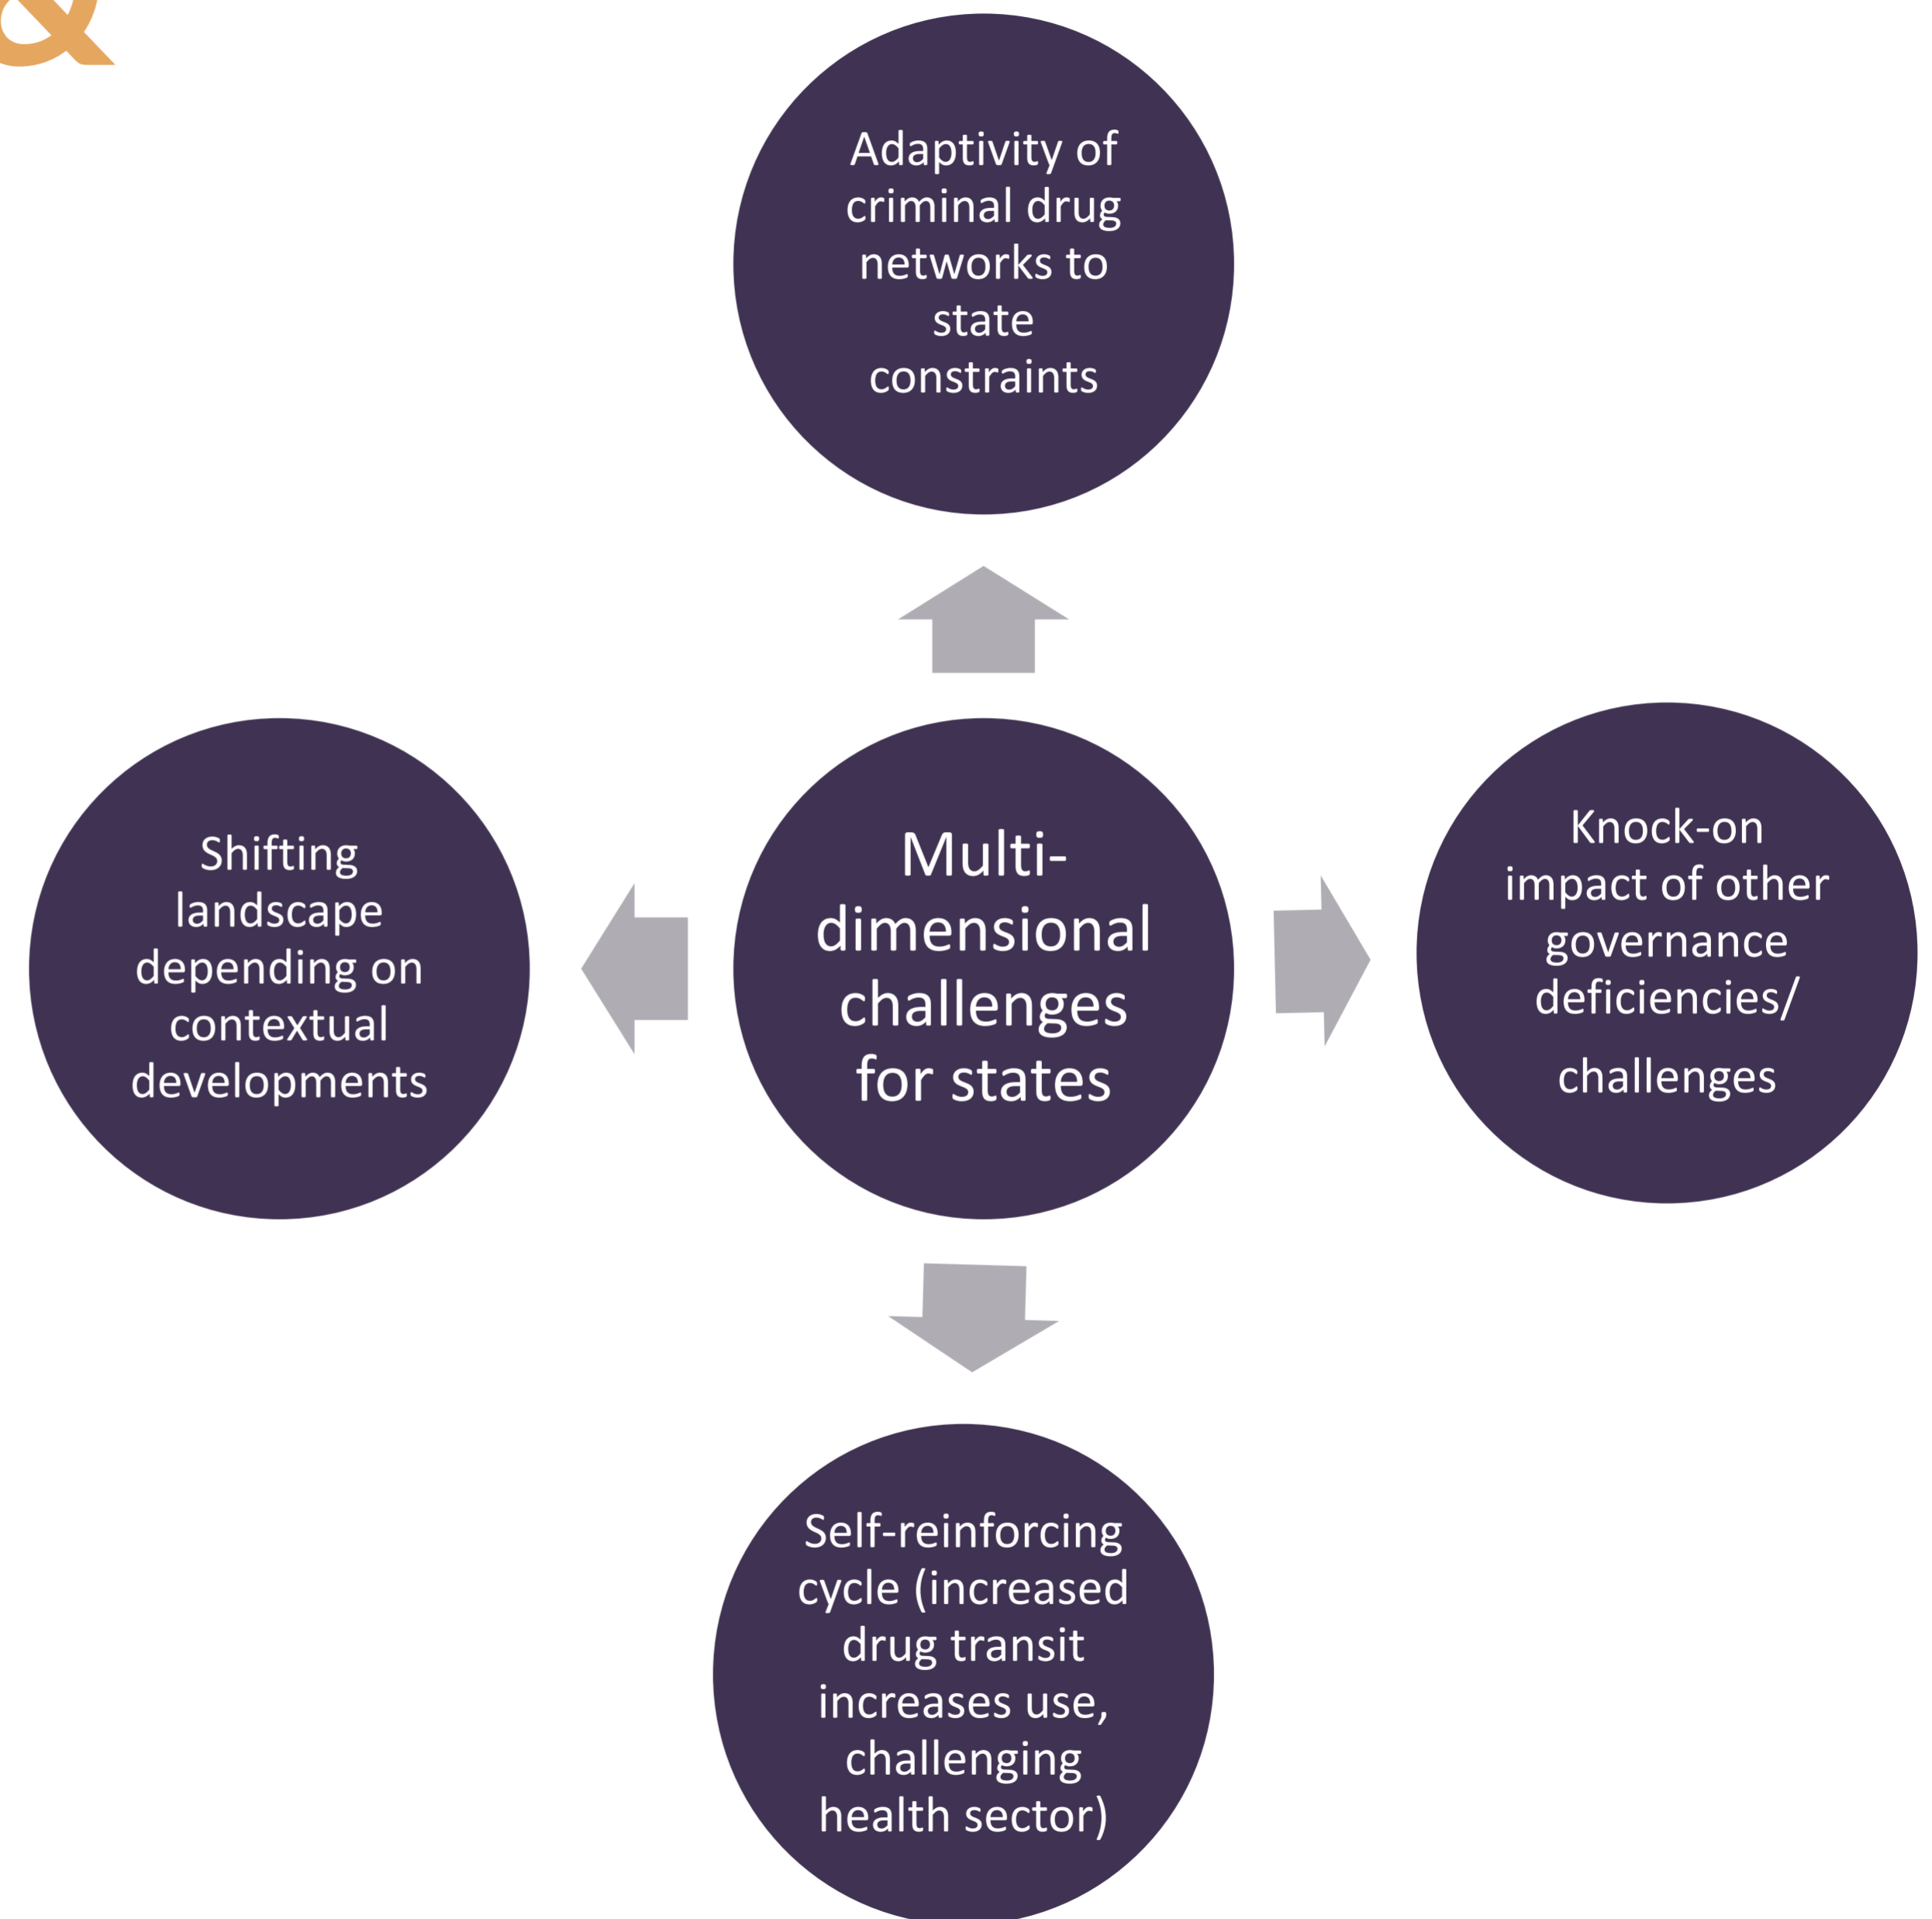 &
Adaptivity of
criminal drug
networks to
state
constraints
Shifting
landscape
depending on
contextual
developments
Multi-
dimensional
challenges
for states
Knock-on
impact of other
governance
deficiencies/
challenges
Self-reinforcing
cycle (increased
drug transit
increases use,
challenging
health sector)